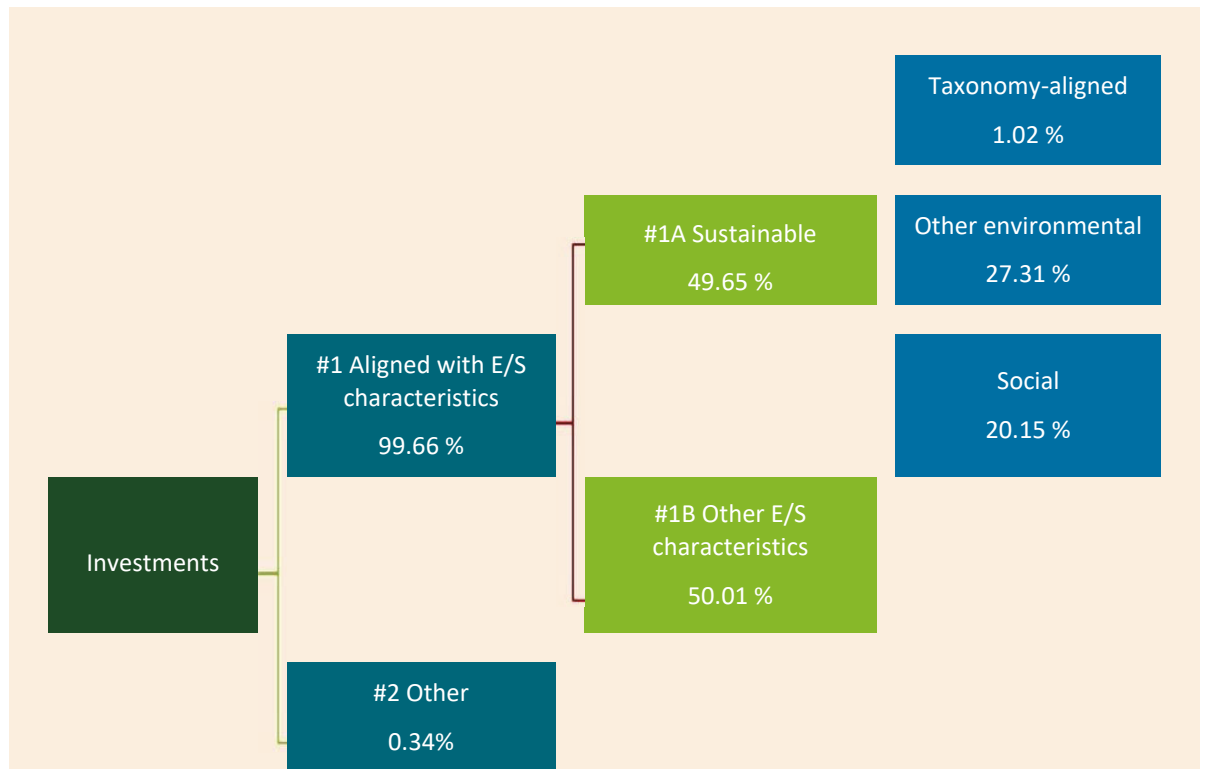 Taxonomy-aligned
1.02 %
#1A Sustainable
49.65 %
Other environmental
27.31 %
#1 Aligned with E/S
characteristics
99.66 %
Social
20.15 %
Investments
#1B Other E/S
characteristics
50.01 %
#2 Other
0.34%